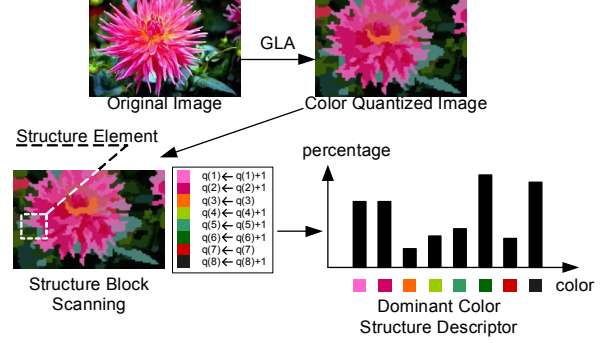 GLA
Original Image
Color Quantized Image
Structure Element
q(1)←q(1)+1
q(2)←q(2)+1
q(3)←q(3)
q(4)←q(4)+1
q(5)←q(5)+1
q(6)←q(6)+1
q(7)←q(7)
q(8)←q(8)+1
percentage
color
Structure Block
Scanning
Dominant Color
Structure Descriptor